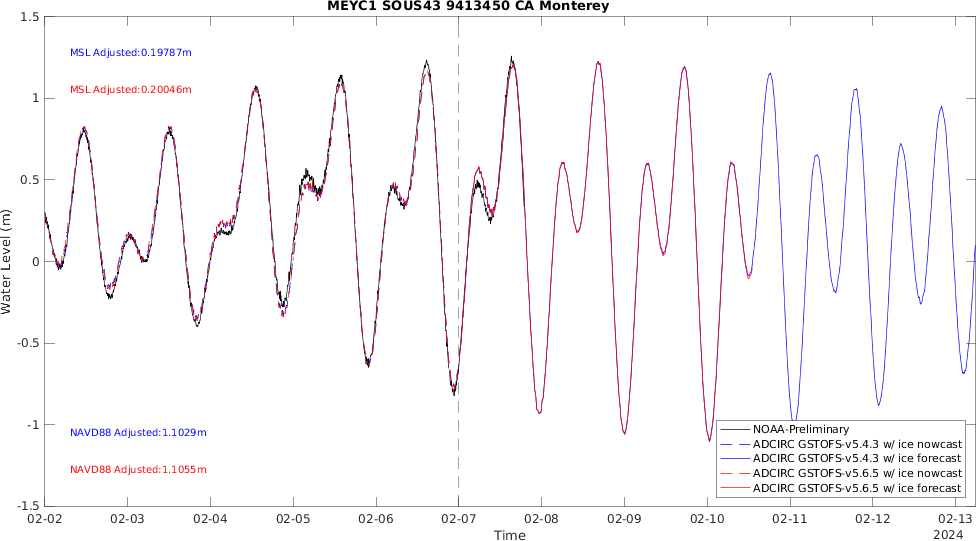 MEYC1 SOUS43 9413450 CA Monterey
1.5
1
0.5
0
-0.5
-1
-1.5
Water Level (m)
MSL Adjusted:0.19787m
MSL Adjusted:0.20046m
NAVD88 Adjusted:1.1029m
NAVD88 Adjusted:1.1055m
NOAA-Preliminary
ADCIRC GSTOFS-v5.4.3 w/ ice nowcast
ADCIRC GSTOFS-v5.4.3 w/ ice forecast
ADCIRC GSTOFS-v5.6.5 w/ ice nowcast
ADCIRC GSTOFS-v5.6.5 w/ ice forecast
02-02 02-03 02-04 02-05 02-06 02-07 02-08 02-09 02-10 02-11 02-12 02-13
Time
2024